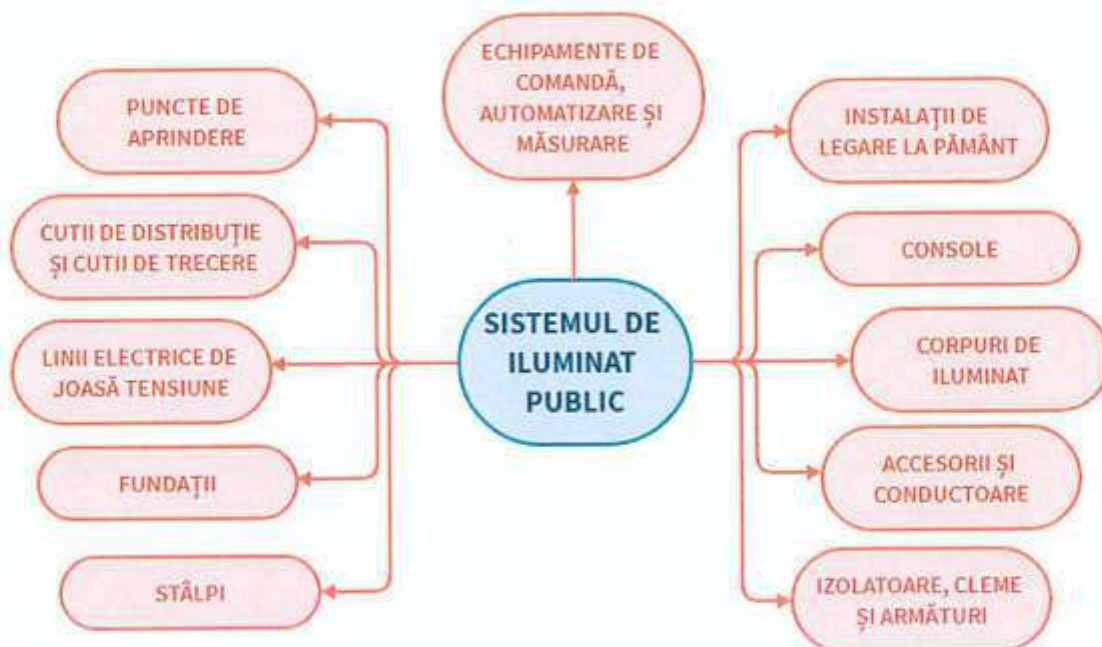 ECHIPAMENTE DE
COMANDĂ,
AUTOMATIZARE ȘI
MĂSURARE
PUNCTE DE
APRINDERE
CUTII DE DISTRIBUȚIE
ȘI CUTII DE TRECERE
LINII ELECTRICE DE
JOASĂ TENSIUNE
FUNDAȚII
STÂLPI
SISTEMUL DE
ILUMINAT
PUBLIC
INSTALAȚII DE
LEGARE LA PĂMÂNT
CONSOLE
CORPURI DE
ILUMINAT
ACCESORII ȘI
CONDUCTOARE
IZOLATOARE, CLEME
ȘI ARMĂTURI